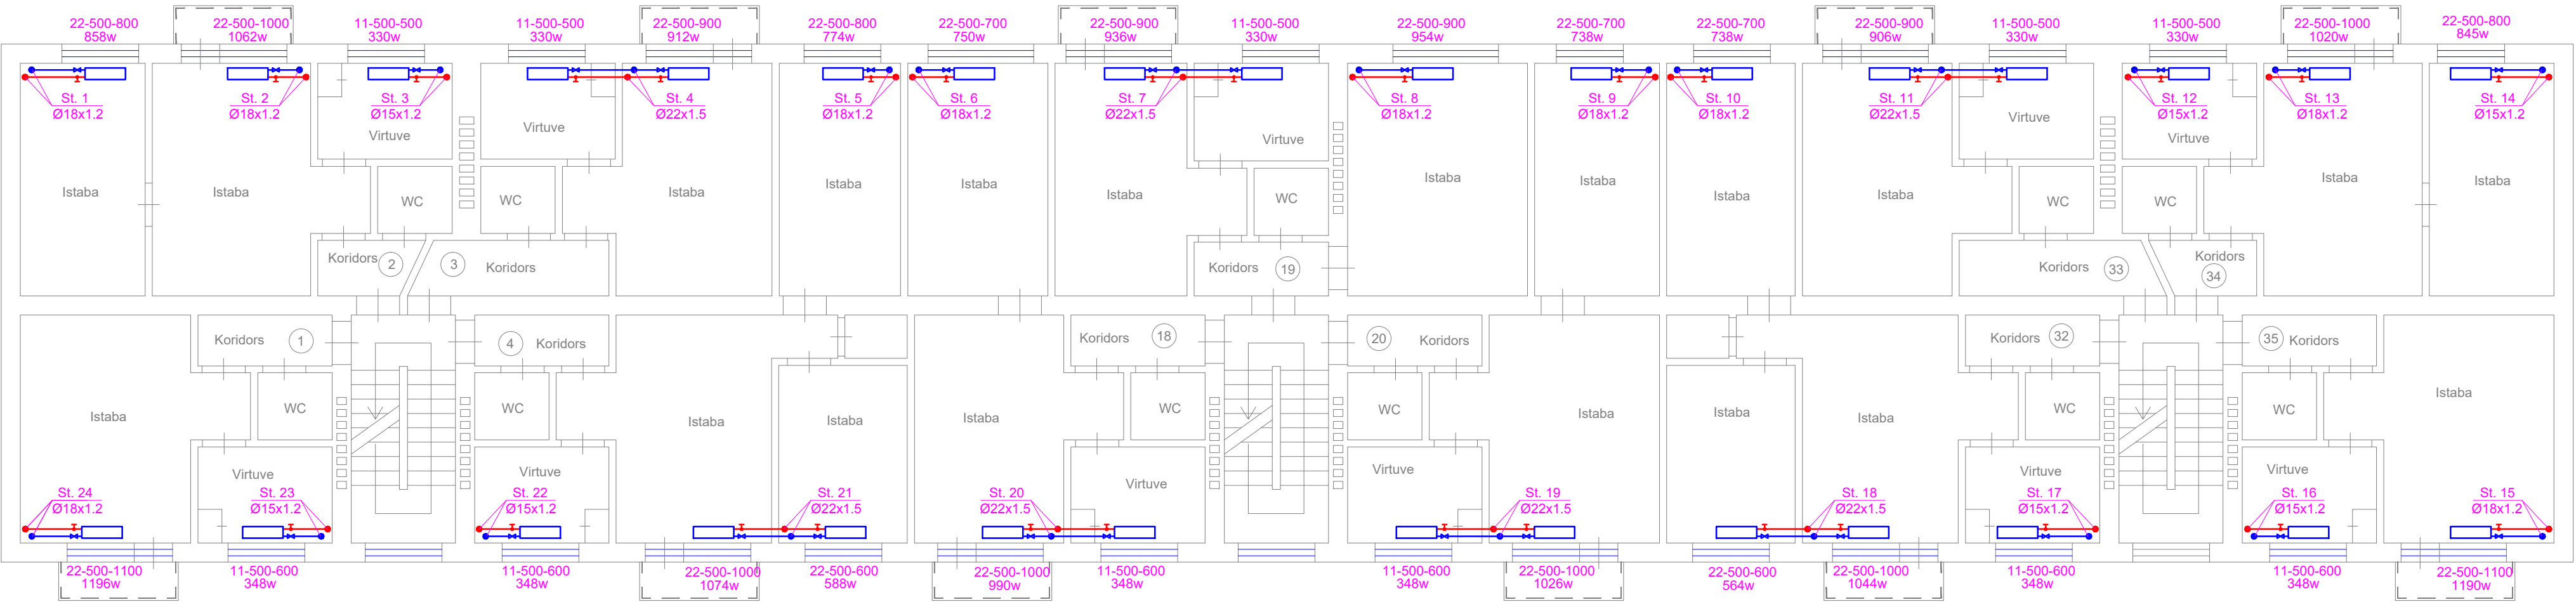 22-500-800
858w
22-500-1000
1062w
11-500-500
330w
11-500-500
330w
22-500-900
912w
22-500-800
774w
22-500-700
750w
22-500-900
936w
11-500-500
330w
22-500-900
954w
22-500-700
738w
22-500-700
738w
22-500-900
906w
11-500-500
330w
11-500-500
330w
22-500-1000
1020w
22-500-800
845w
St. 1
Ø18x1.2
St. 2
Ø18x1.2
St. 3
Ø15x1.2
St. 4
Ø22x1.5
St. 5
Ø18x1.2
St. 6
Ø18x1.2
St. 7
Ø22x1.5
St. 8
Ø18x1.2
St. 9
Ø18x1.2
St. 10
Ø18x1.2
St. 11
Ø22x1.5
St. 12
Ø15x1.2
St. 13
Ø18x1.2
St. 14
Ø15x1.2
Virtuve
Virtuve
Virtuve
Virtuve
Virtuve
Istaba
Istaba
WC
WC
Istaba
Istaba
Istaba
Istaba
WC
Istaba
Istaba
Istaba
Istaba
WC
WC
Istaba
Istaba
Koridors
2
3
Koridors
Koridors
19
Koridors
33
Koridors
34
Koridors
1
4
Koridors
Koridors
18
20
Koridors
Koridors
32
35
Koridors
Istaba
WC
WC
Istaba
Istaba
Istaba
WC
WC
Istaba
Istaba
Istaba
WC
WC
Istaba
Virtuve
Virtuve
Virtuve
Virtuve
Virtuve
Virtuve
St. 24
Ø18x1.2
St. 23
Ø15x1.2
St. 22
Ø15x1.2
St. 21
Ø22x1.5
St. 20
Ø22x1.5
St. 19
Ø22x1.5
St. 18
Ø22x1.5
St. 17
Ø15x1.2
St. 16
Ø15x1.2
St. 15
Ø18x1.2
22-500-1100
1196w
11-500-600
348w
11-500-600
348w
22-500-1000
1074w
22-500-600
588w
22-500-1000
990w
11-500-600
348w
11-500-600
348w
22-500-1000
1026w
22-500-600
564w
22-500-1000
1044w
11-500-600
348w
11-500-600
348w
22-500-1100
1190w